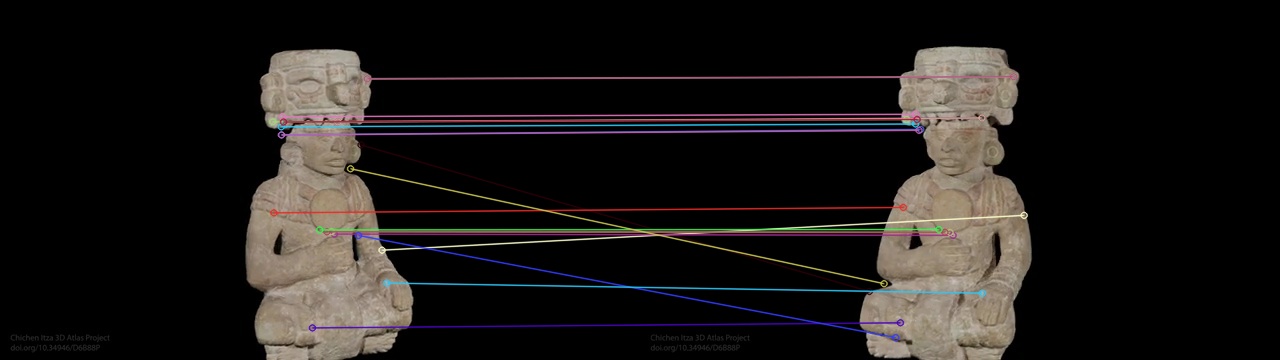 Chichen Itza 3D Atlas Project
doi.org/10.34946/D6B88P
Chichen Itza 3D Atlas Project
doi.org/10.34946/D6B88P